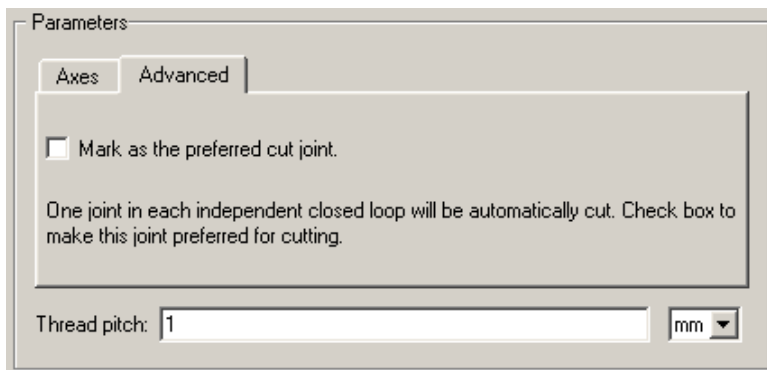 Parameters
Axes Advanced
Mark as the preferred cut joint.
One joint in each independent closed loop will be automatically cut. Check box to
make this joint preferred for cutting.
Thread pitch: 1 mm